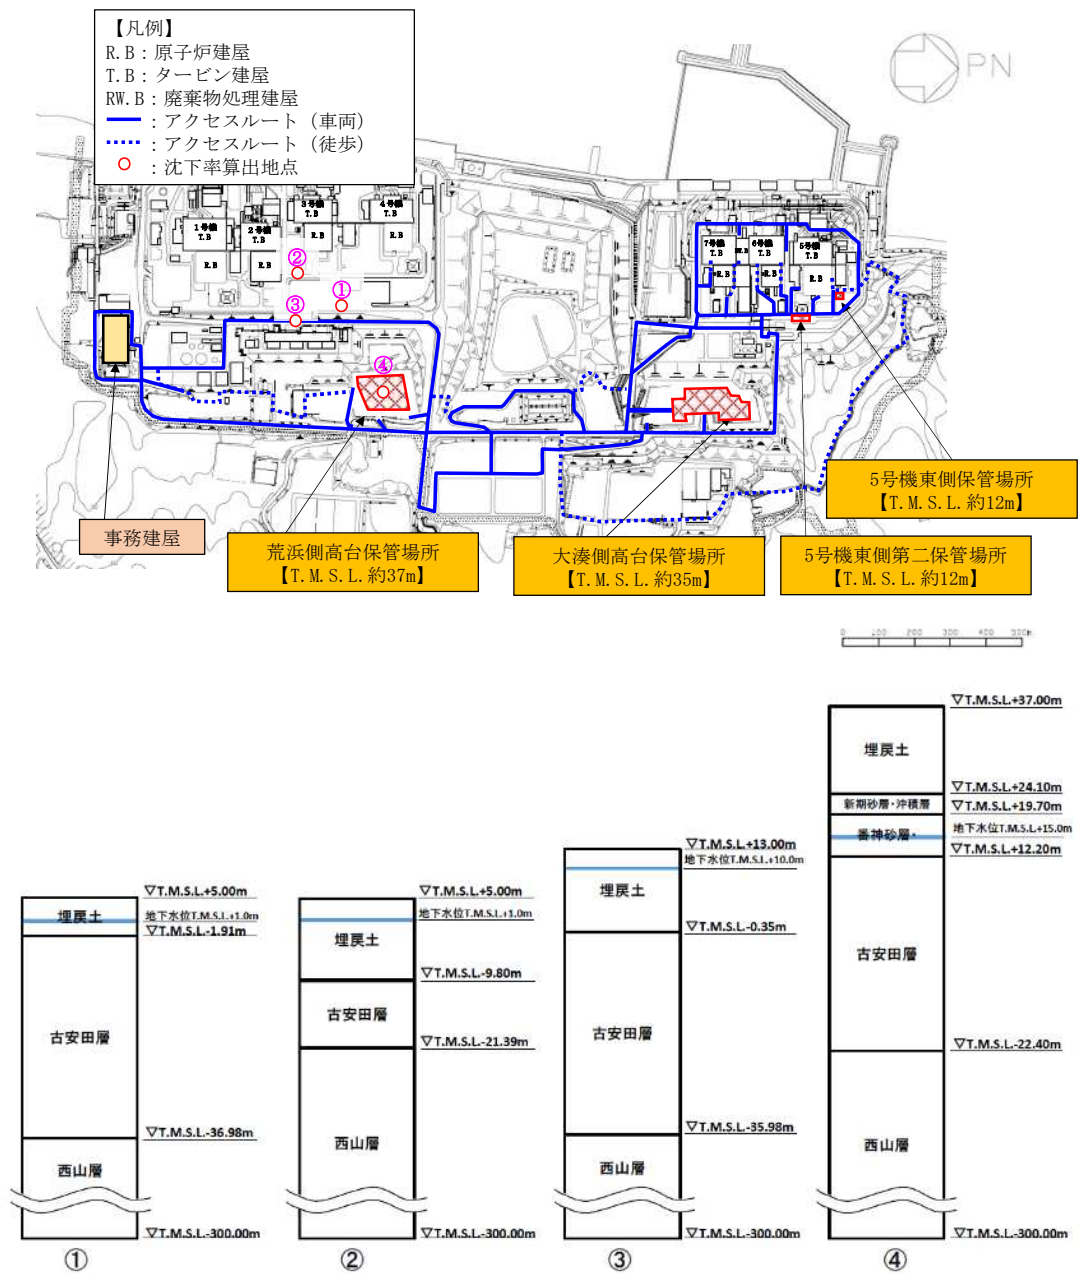 【凡例】
R.B：原子炉建屋
T.B：タービン建屋
RW.B：廃棄物処理建屋
：アクセスルート（車両）
：アクセスルート（徒歩）
：沈下率算出地点
PN
1号機
T.B
R.B
2号機
T.B
R.B
3号機
T.B
R.B
4号機
T.B
R.B
7号機
T.B
R.B
6号機
T.B
R.B
5号機
T.B
R.B
②
①
③
④
事務建屋
荒浜側高台保管場所
【T.M.S.L.約37m】
大湊側高台保管場所
【T.M.S.L.約35m】
5号機東側保管場所
【T.M.S.L.約12m】
5号機東側第二保管場所
【T.M.S.L.約12m】
0 100 200 300 400 500m
▽T.M.S.L.+5.00m
埋戻土
地下水位T.M.S.L.+1.0m
▽T.M.S.L.-1.91m
古安田層
▽T.M.S.L.-36.98m
西山層
▽T.M.S.L.-300.00m
①
▽T.M.S.L.+5.00m
地下水位T.M.S.L.+1.0m
埋戻土
▽T.M.S.L.-9.80m
古安田層
▽T.M.S.L.-21.39m
西山層
▽T.M.S.L.-300.00m
②
▽T.M.S.L.+13.00m
地下水位T.M.S.L.+10.0m
埋戻土
▽T.M.S.L.-0.35m
古安田層
▽T.M.S.L.-35.98m
西山層
▽T.M.S.L.-300.00m
③
▽T.M.S.L.+37.00m
埋戻土
▽T.M.S.L.+24.10m
新期砂層・沖積層
▽T.M.S.L.+19.70m
番神砂層・
地下水位T.M.S.L.+15.0m
▽T.M.S.L.+12.20m
古安田層
▽T.M.S.L.-22.40m
西山層
▽T.M.S.L.-300.00m
④